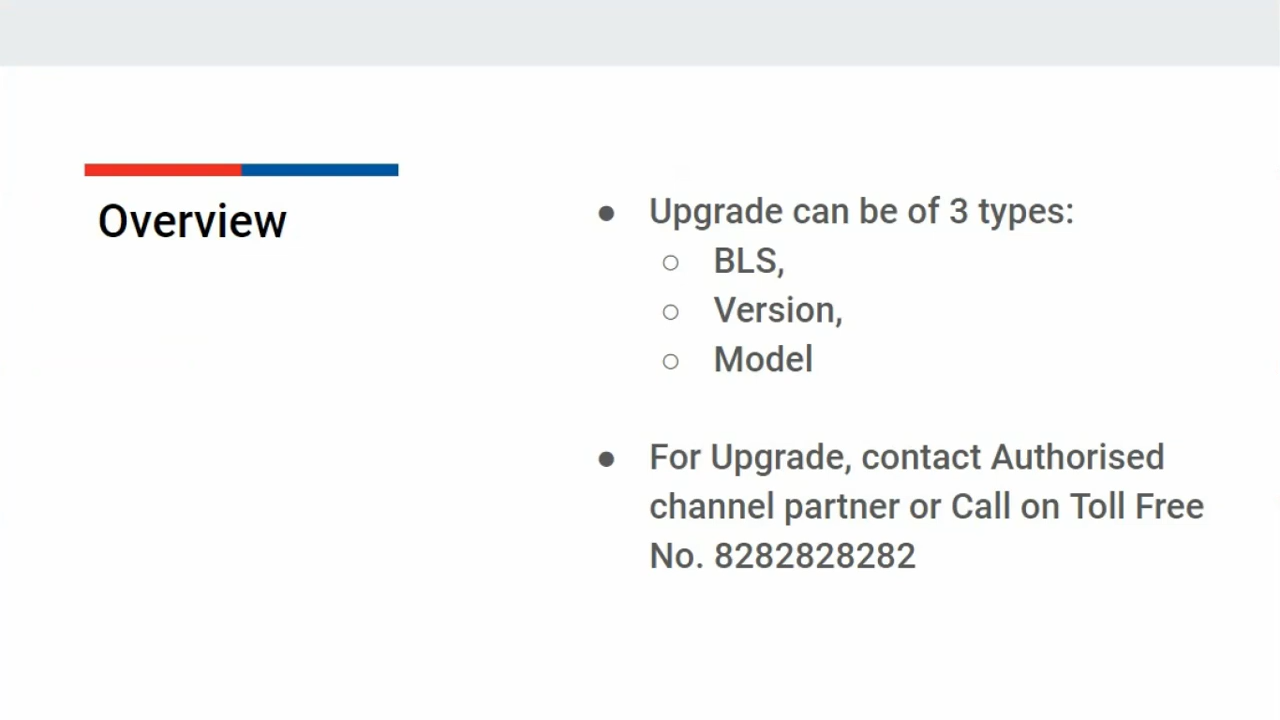 Overview
● Upgrade can be of 3 types:
○ BLS,
○ Version,
○ Model
● For Upgrade, contact Authorised
channel partner or Call on Toll Free
No. 8282828282